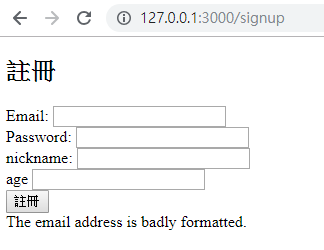 127.0.0.1:3000/signup
註冊
Email:
Password:
nickname:
age
註冊
The email address is badly formatted.